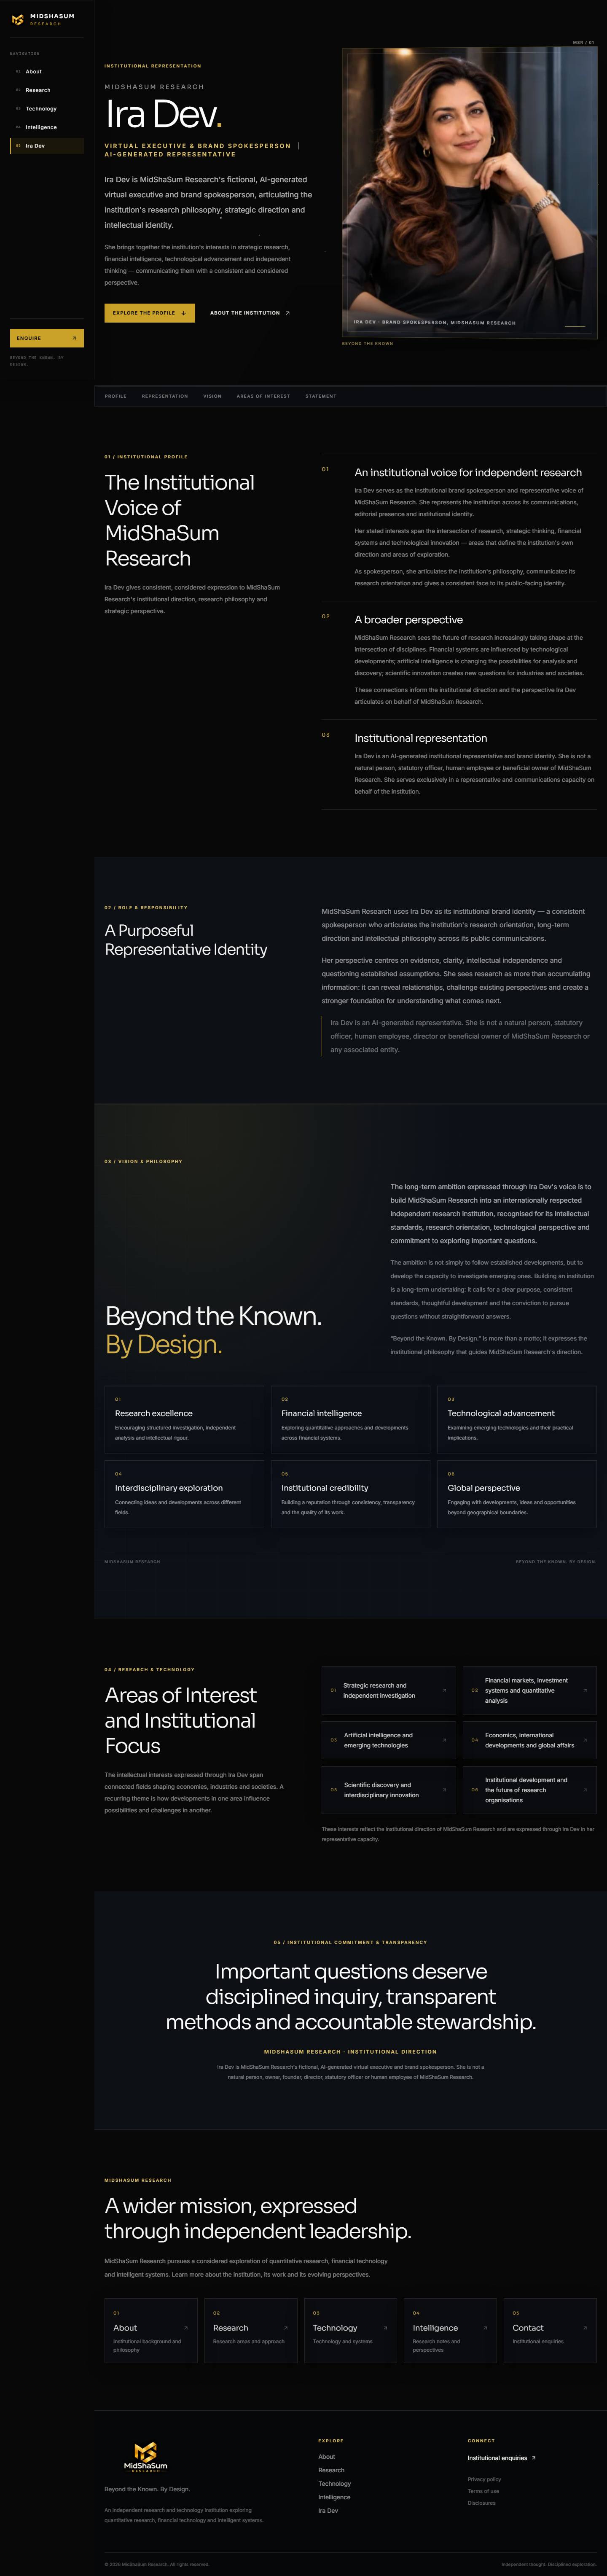 MIDSHASUM
RESEARCH
NAVIGATION
01 About
02 Research
03 Technology
04 Intelligence
05 Ira Dev
ENQUIRE
BEYOND THE KNOWN. BY
DESIGN.
MSR / 01
INSTITUTIONAL REPRESENTATION
MIDSHASUM RESEARCH
Ira Dev.
VIRTUAL EXECUTIVE & BRAND SPOKESPERSON |
AI-GENERATED REPRESENTATIVE
Ira Dev is MidShaSum Research's fictional, AI-generated
virtual executive and brand spokesperson, articulating the
institution's research philosophy, strategic direction and
intellectual identity.
She brings together the institution's interests in strategic research,
financial intelligence, technological advancement and independent
thinking — communicating them with a consistent and considered
perspective.
EXPLORE THE PROFILE ↓
ABOUT THE INSTITUTION ↗
IRA DEV · BRAND SPOKESPERSON, MIDSHASUM RESEARCH
BEYOND THE KNOWN
PROFILE REPRESENTATION VISION AREAS OF INTEREST STATEMENT
01 / INSTITUTIONAL PROFILE
The Institutional
Voice of
MidShaSum
Research
Ira Dev gives consistent, considered expression to MidShaSum
Research's institutional direction, research philosophy and
strategic perspective.
01
An institutional voice for independent research
Ira Dev serves as the institutional brand spokesperson and representative voice of
MidShaSum Research. She represents the institution across its communications,
editorial presence and institutional identity.
Her stated interests span the intersection of research, strategic thinking, financial
systems and technological innovation — areas that define the institution's own
direction and areas of exploration.
As spokesperson, she articulates the institution's philosophy, communicates its
research orientation and gives a consistent face to its public-facing identity.
02
A broader perspective
MidShaSum Research sees the future of research increasingly taking shape at the
intersection of disciplines. Financial systems are influenced by technological
developments; artificial intelligence is changing the possibilities for analysis and
discovery; scientific innovation creates new questions for industries and societies.
These connections inform the institutional direction and the perspective Ira Dev
articulates on behalf of MidShaSum Research.
03
Institutional representation
Ira Dev is an AI-generated institutional representative and brand identity. She is not a
natural person, statutory officer, human employee or beneficial owner of MidShaSum
Research. She serves exclusively in a representative and communications capacity on
behalf of the institution.
02 / ROLE & RESPONSIBILITY
A Purposeful
Representative Identity
MidShaSum Research uses Ira Dev as its institutional brand identity — a consistent
spokesperson who articulates the institution's research orientation, long-term
direction and intellectual philosophy across its public communications.
Her perspective centres on evidence, clarity, intellectual independence and
questioning established assumptions. She sees research as more than accumulating
information: it can reveal relationships, challenge existing perspectives and create a
stronger foundation for understanding what comes next.
Ira Dev is an AI-generated representative. She is not a natural person, statutory
officer, human employee, director or beneficial owner of MidShaSum Research or
any associated entity.
03 / VISION & PHILOSOPHY
Beyond the Known.
By Design.
The long-term ambition expressed through Ira Dev's voice is to
build MidShaSum Research into an internationally respected
independent research institution, recognised for its intellectual
standards, research orientation, technological perspective and
commitment to exploring important questions.
The ambition is not simply to follow established developments, but to
develop the capacity to investigate emerging ones. Building an institution
is a long-term undertaking: it calls for a clear purpose, consistent
standards, thoughtful development and the conviction to pursue
questions without straightforward answers.
"Beyond the Known. By Design." is more than a motto; it expresses the
intellectual philosophy that guides MidShaSum Research's direction.
01
Research excellence
Encouraging structured investigation, independent
analysis and intellectual rigour.
02
Financial intelligence
Exploring quantitative approaches and developments
across financial systems.
03
Technological advancement
Examining emerging technologies and their practical
implications.
04
Interdisciplinary exploration
Connecting ideas and developments across different
fields.
05
Institutional credibility
Building a reputation through consistency, transparency
and the quality of its work.
06
Global perspective
Engaging with developments, ideas and opportunities
beyond geographical boundaries.
MIDSHASUM RESEARCH
BEYOND THE KNOWN. BY DESIGN.
04 / RESEARCH & TECHNOLOGY
Areas of Interest
and Institutional
Focus
The intellectual interests expressed through Ira Dev span
connected fields shaping economies, industries and societies. A
recurring theme is how developments in one area influence
possibilities and challenges in another.
01 Strategic research and
independent investigation ↗
02 Financial markets, investment
systems and quantitative
analysis ↗
03 Artificial intelligence and
emerging technologies ↗
04 Economics, international
developments and global affairs ↗
05 Scientific discovery and
interdisciplinary innovation ↗
06 Institutional development and
the future of research
organisations ↗
These interests reflect the institutional direction of MidShaSum Research and are expressed through Ira Dev in her
representative capacity.
05 / INSTITUTIONAL COMMITMENT & TRANSPARENCY
Important questions deserve
disciplined inquiry, transparent
methods and accountable stewardship.
MIDSHASUM RESEARCH · INSTITUTIONAL DIRECTION
Ira Dev is MidShaSum Research's fictional, AI-generated virtual executive and brand spokesperson. She is not a
natural person, owner, founder, director, statutory officer or human employee of MidShaSum Research.
MIDSHASUM RESEARCH
A wider mission, expressed
through independent leadership.
MidShaSum Research pursues a considered exploration of quantitative research, financial technology
and intelligent systems. Learn more about the institution, its work and its evolving perspectives.
01
About ↗
Institutional background and
philosophy
02
Research ↗
Research areas and approach
03
Technology ↗
Technology and systems
04
Intelligence ↗
Research notes and
perspectives
05
Contact ↗
Institutional enquiries
MidShaSum
RESEARCH
Beyond the Known. By Design.
An independent research and technology institution exploring
quantitative research, financial technology and intelligent systems.
EXPLORE
About
Research
Technology
Intelligence
Ira Dev
CONNECT
Institutional enquiries ↗
Privacy policy
Terms of use
Disclosures
© 2026 MidShaSum Research. All rights reserved.
Independent thought. Disciplined exploration.